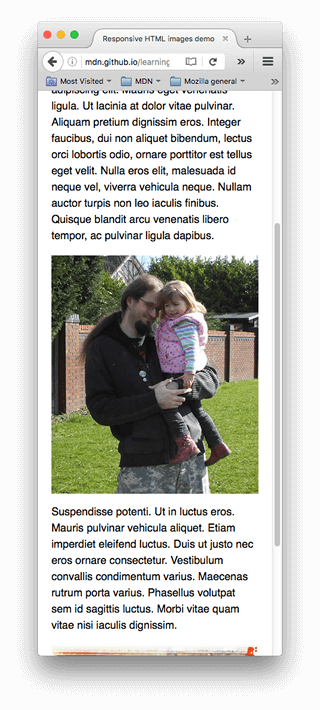 Responsive HTML images demo
mdn.github.io/learning
Most Visited
MDN
Mozilla general
adipiscing elit. Mauris eget venenatis
ligula. Ut lacinia at dolor vitae pulvinar.
Aliquam pretium dignissim eros. Integer
faucibus, dui non aliquet bibendum, lectus
orci lobortis odio, ornare porttitor est tellus
eget velit. Nulla eros elit, malesuada id
neque vel, viverra vehicula neque. Nullam
auctor turpis non leo iaculis finibus.
Quisque blandit arcu venenatis libero
tempor, ac pulvinar ligula dapibus.
Suspendisse potenti. Ut in luctus eros.
Mauris pulvinar vehicula aliquet. Etiam
imperdiet eleifend luctus. Duis ut justo nec
eros ornare consectetur. Vestibulum
convallis condimentum varius. Maecenas
rutrum porta varius. Phasellus volutpat
sem id sagittis luctus. Morbi vitae quam
vitae nisi iaculis dignissim.